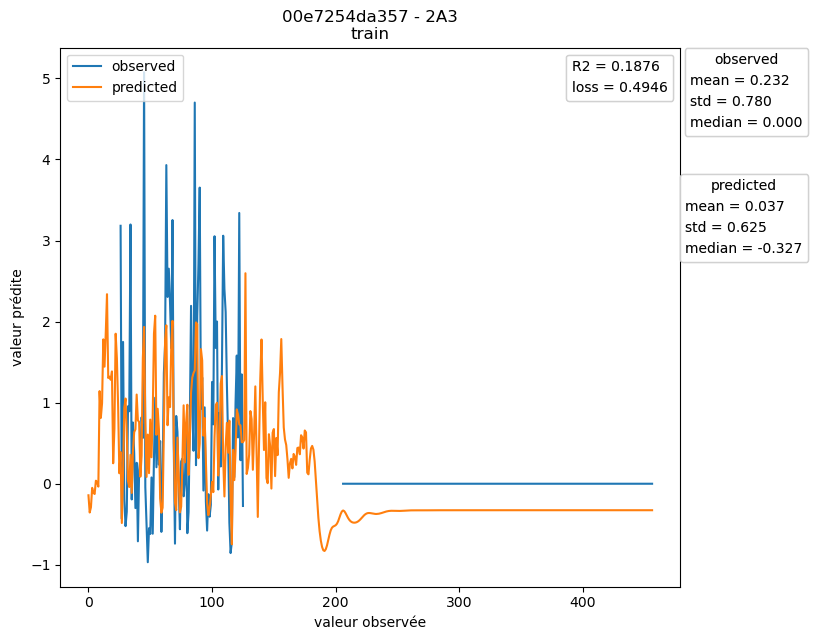 00e7254da357 - 2A3
train
observed
predicted
R2 = 0.1876
loss = 0.4946
observed
mean = 0.232
std = 0.780
median = 0.000
predicted
mean = 0.037
std = 0.625
median = -0.327
valeur prédite
5
4
3
2
1
0
−1
0
100
200
300
400
valeur observée